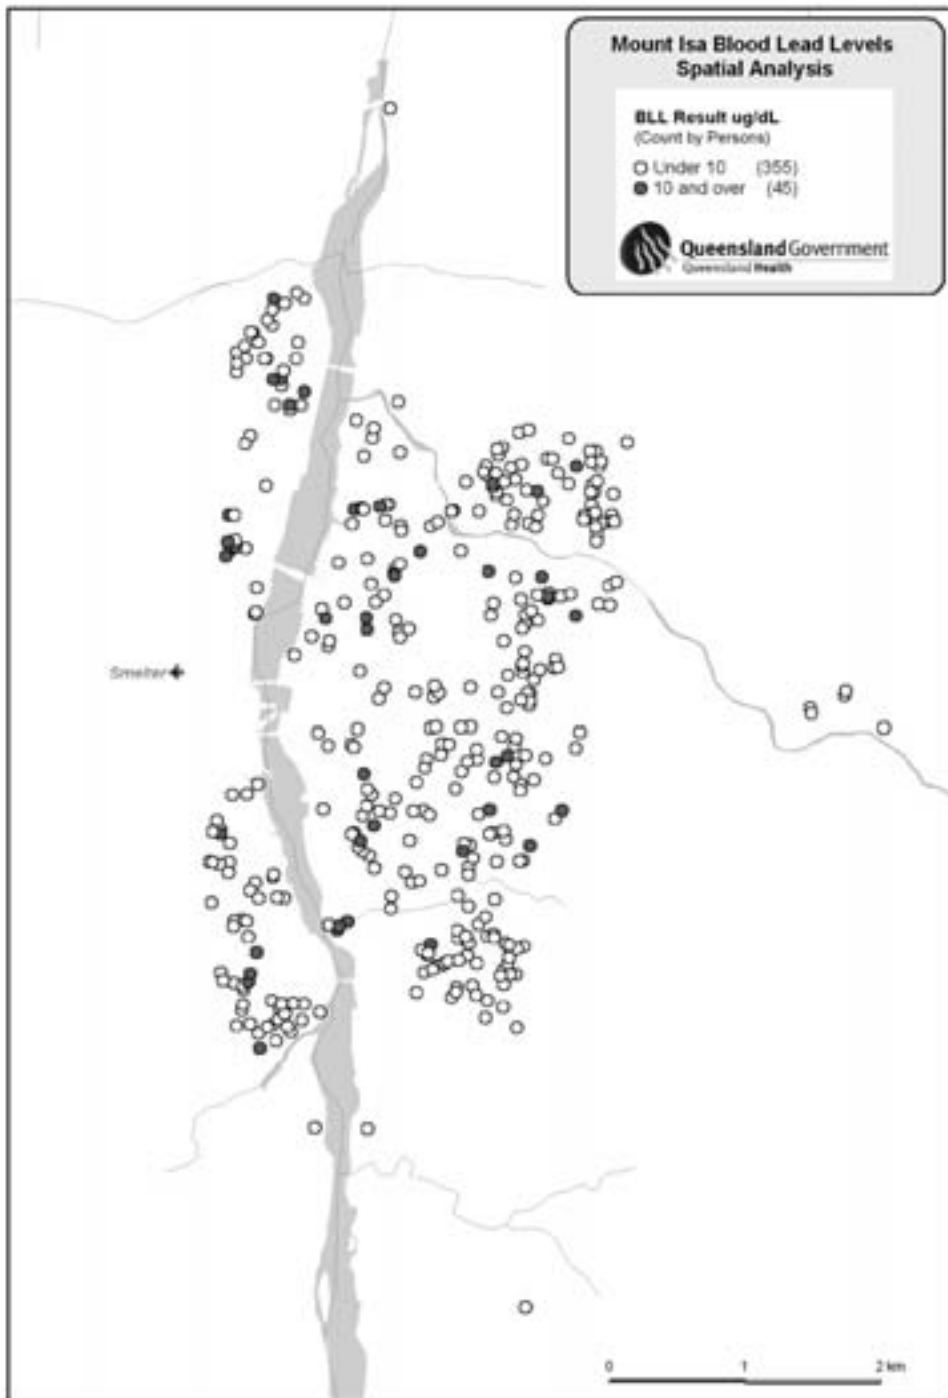 Mount Isa Blood Lead Levels
Spatial Analysis
BLL Result ug/dL
(Count by Persons)
Under 10 (355)
10 and over (45)
Queensland Government
Queensland Health
Smelter
0 1 2 km